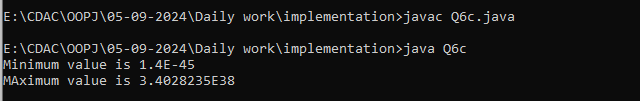 E:\CDAC\OOPJ\05-09-2024\Daily work\implementation>javac Q6c.java
E:\CDAC\OOPJ\05-09-2024\Daily work\implementation>java Q6c
Minimum value is 1.4E-45
MAximum value is 3.4028235E38